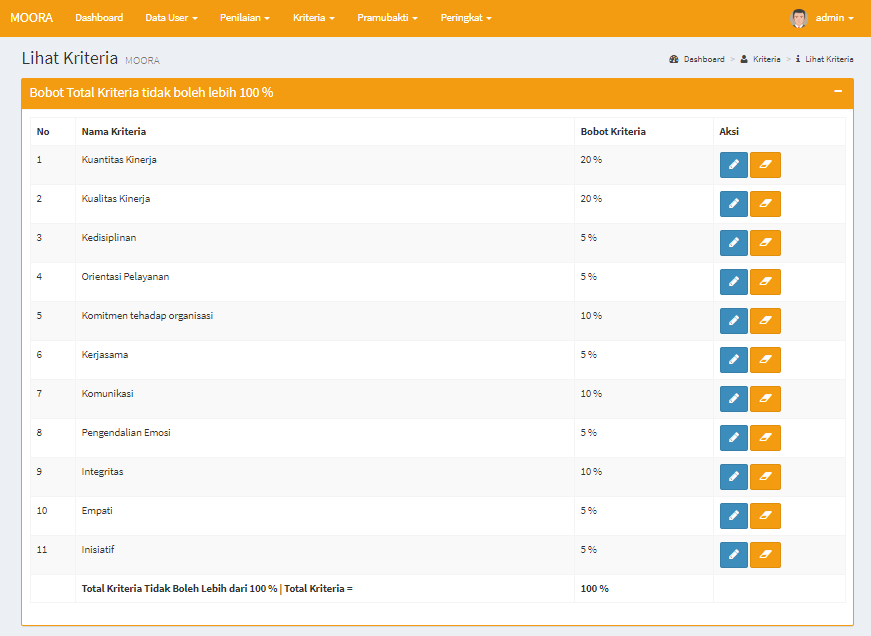 MOORA Dashboard Data User Penilaian Kriteria Pramubakti Peringkat admin
Lihat Kriteria MOORA Dashboard > Kriteria > Lihat Kriteria
Bobot Total Kriteria tidak boleh lebih 100 %
No Nama Kriteria Bobot Kriteria Aksi
1 Kuantitas Kinerja 20 %
2 Kualitas Kinerja 20 %
3 Kedisiplinan 5 %
4 Orientasi Pelayanan 5 %
5 Komitmen tehadap organisasi 10 %
6 Kerjasama 5 %
7 Komunikasi 10 %
8 Pengendalian Emosi 5 %
9 Integritas 10 %
10 Empati 5 %
11 Inisiatif 5 %
Total Kriteria Tidak Boleh Lebih dari 100 % | Total Kriteria = 100 %